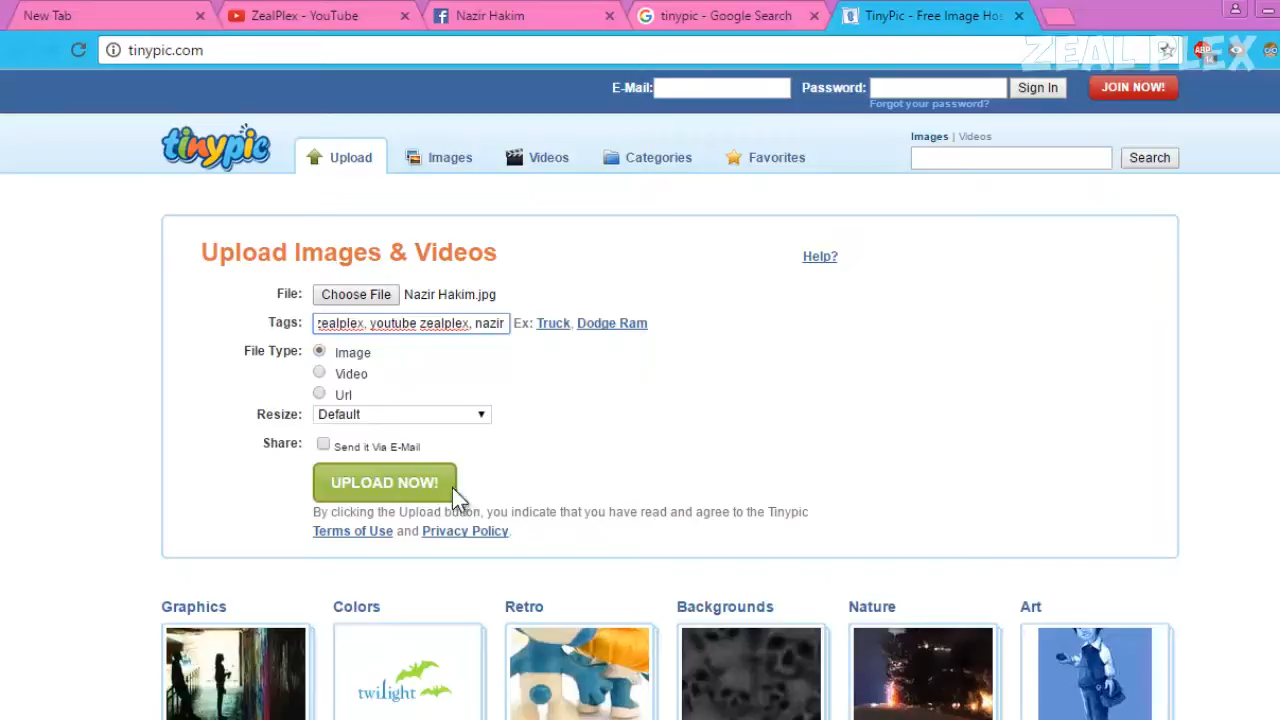 New Tab
ZealPlex - YouTube
Nazir Hakim
tinypic - Google Search
TinyPic - Free Image Hos
tinypic.com
ZEAL PLEX
ABP
14
E-Mail:
Password:
Sign In
JOIN NOW!
Forgot your password?
tinypic
Upload
Images
Videos
Categories
Favorites
Images | Videos
Search
Upload Images & Videos
Help?
File: Choose File Nazir Hakim.jpg
Tags: zealplex, youtube zealplex, nazir Ex: Truck, Dodge Ram
File Type: Image
Video
Url
Resize: Default
Share: Send it Via E-Mail
UPLOAD NOW!
By clicking the Upload button, you indicate that you have read and agree to the Tinypic
Terms of Use and Privacy Policy.
Graphics
Colors
Retro
Backgrounds
Nature
Art
twilight